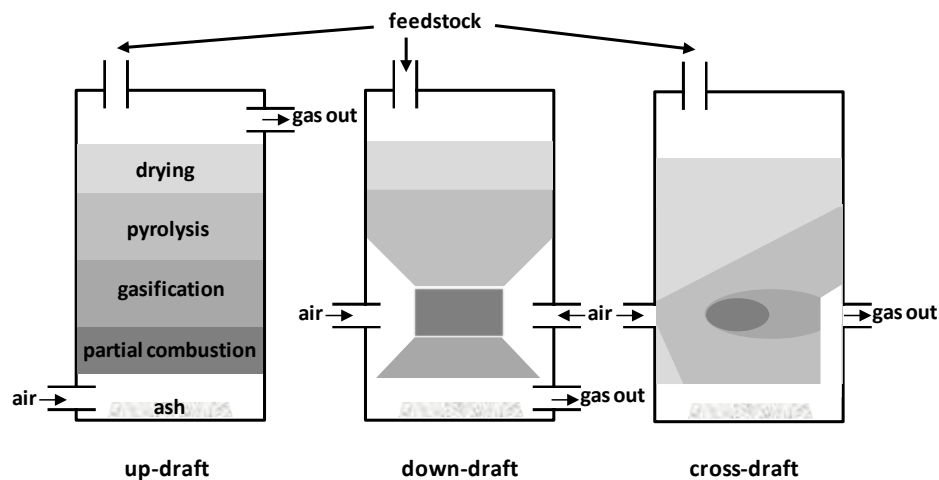 feedstock
gas out
drying
pyrolysis
gasification
partial combustion
air
ash
air
air
gas out
gas out
up-draft
down-draft
cross-draft